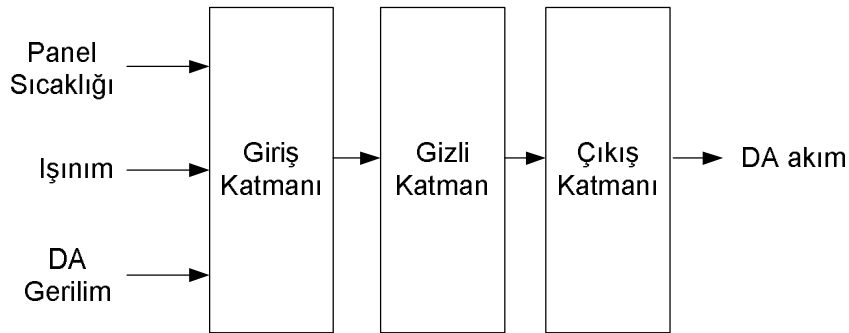 Panel
Sıcaklığı
Işınım
DA
Gerilim
Giriş
Katmanı
Gizli
Katman
Çıkış
Katmanı
DA akım